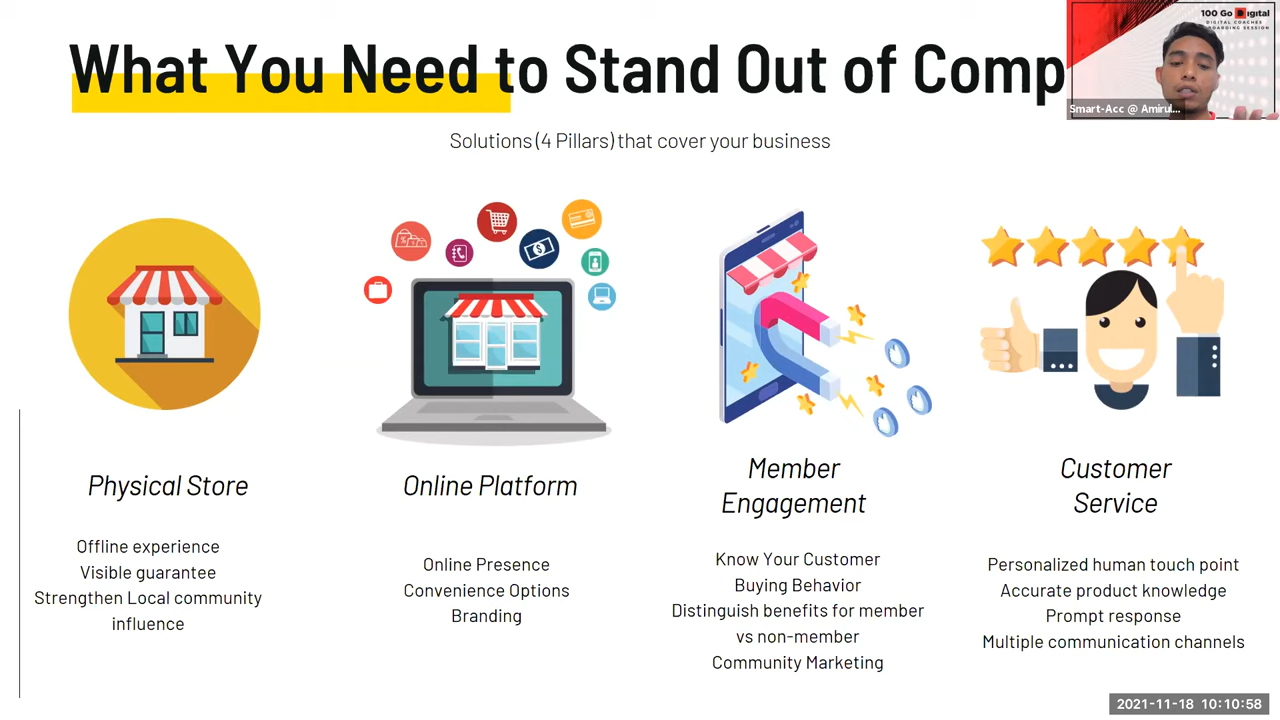 What You Need to Stand Out of Comp
100 Go Digital
DIGITAL COACHES
Smart-Acc @ Amirul...
Solutions (4 Pillars) that cover your business
Physical Store
Offline experience
Visible guarantee
Strengthen Local community
influence
Online Platform
Online Presence
Convenience Options
Branding
Member
Engagement
Know Your Customer
Buying Behavior
Distinguish benefits for member
vs non-member
Community Marketing
Customer
Service
Personalized human touch point
Accurate product knowledge
Prompt response
Multiple communication channels
2021-11-18 10:10:58